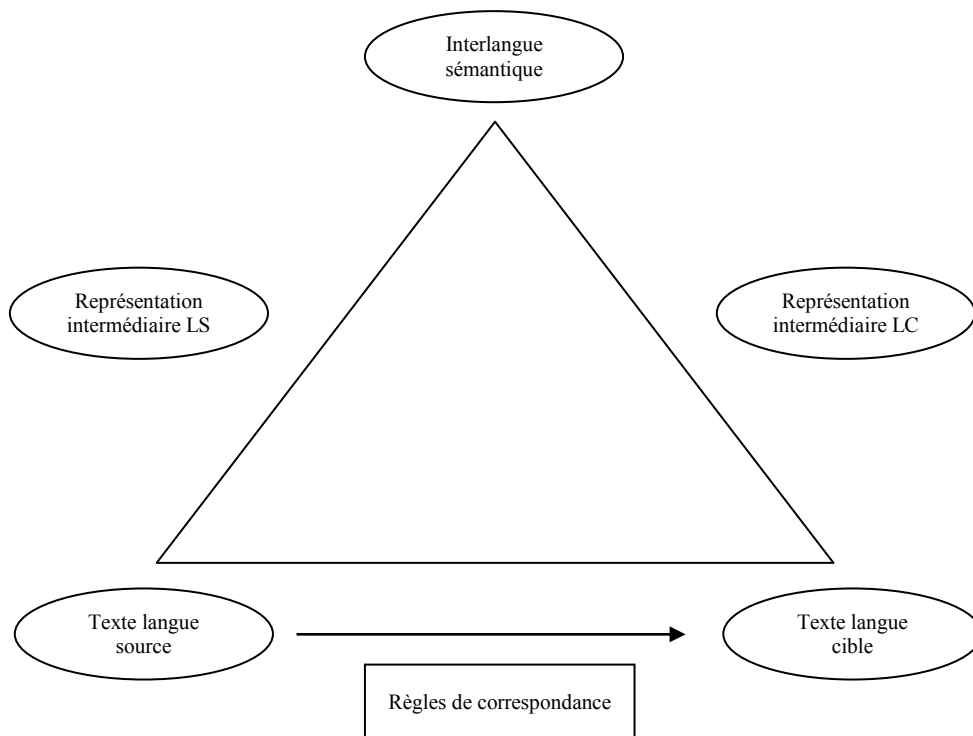 Interlangue
sémantique
Représentation
intermédiaire LS
Représentation
intermédiaire LC
Texte langue
source
Texte langue
cible
Règles de correspondance